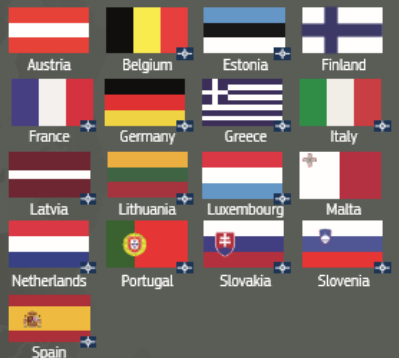 Austria Belgium Estonia Finland
France Germany Greece Italy
Latvia Lithuania Luxembourg Malta
Netherlands Portugal Slovakia Slovenia
Spain